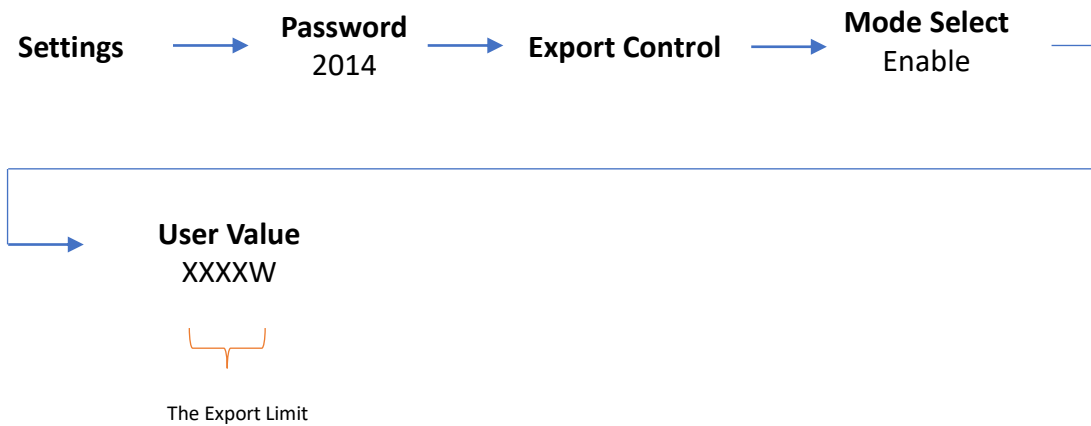 Settings
Password
2014
Export Control
Mode Select
Enable
User Value
XXXXW
The Export Limit